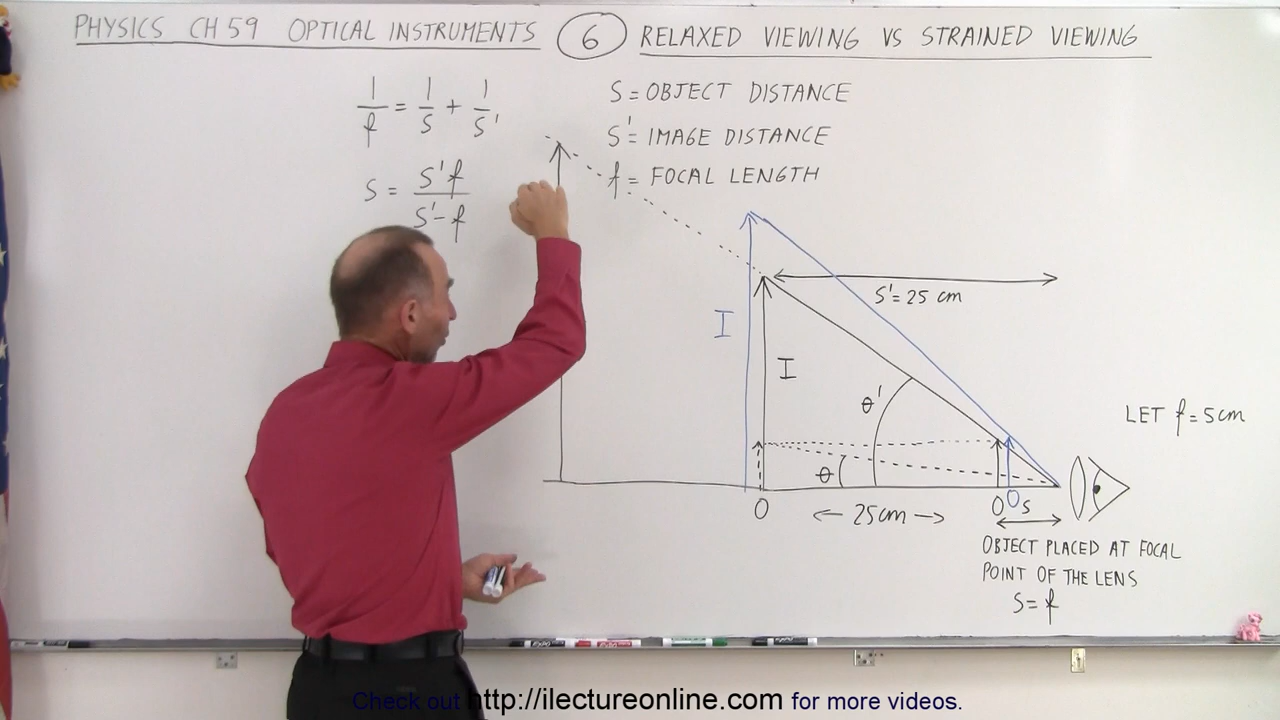 PHYSICS CH 59 OPTICAL INSTRUMENTS 6 RELAXED VIEWING VS STRAINED VIEWING
1/f = 1/s + 1/s'
S = S'f / S'-f
S = OBJECT DISTANCE
S' = IMAGE DISTANCE
f = FOCAL LENGTH
S' = 25 cm
I
I
θ'
θ
LET f = 5cm
O
← 25cm →
O
O
s
OBJECT PLACED AT FOCAL
POINT OF THE LENS
S = f
EXPO
EXPO
Check out http://ilectureonline.com for more videos.